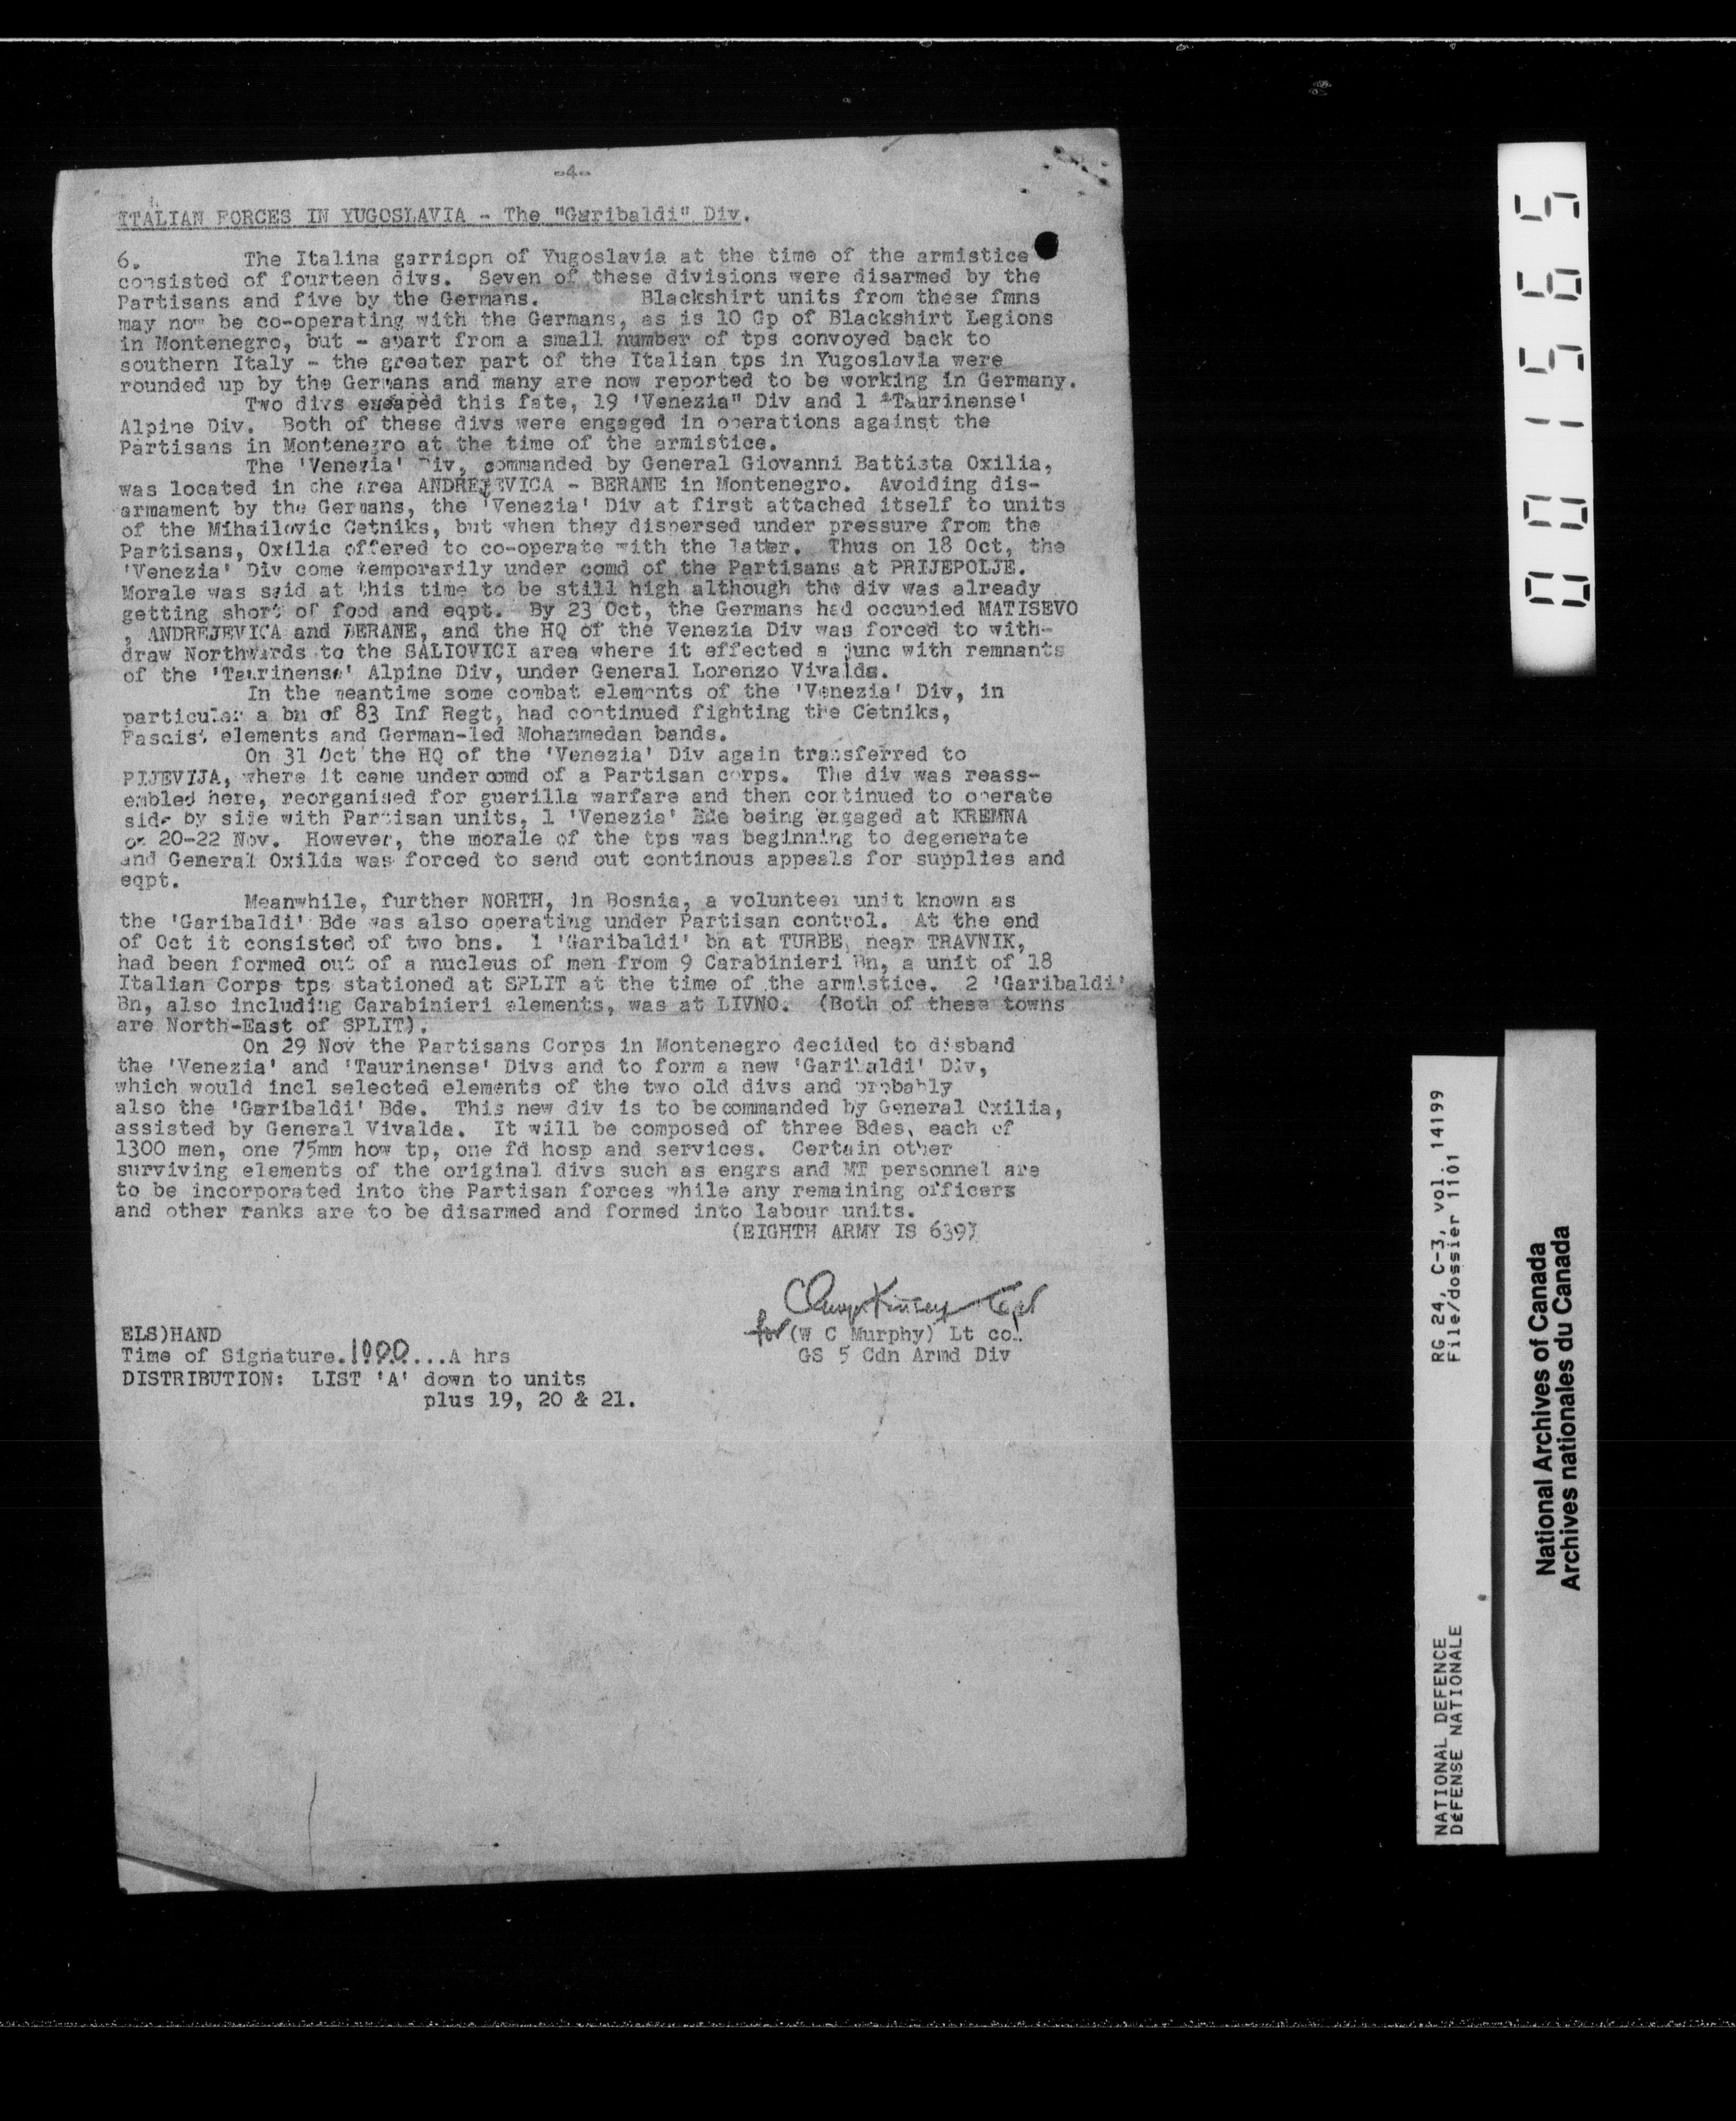 -4-
ITALIAN FORCES IN YUGOSLAVIA - The "Garibaldi" Div.
6. The Italina garrispn of Yugoslavia at the time of the armistice
consisted of fourteen divs. Seven of these divisions were disarmed by the
Partisans and five by the Germans. Blackshirt units from these fmns
may now be co-operating with the Germans, as is 10 Gp of Blackshirt Legions
in Montenegro, but - apart from a small number of tps convoyed back to
southern Italy - the greater part of the Italian tps in Yugoslavia were
rounded up by the Germans and many are now reported to be working in Germany.
Two divs escaped this fate, 19 'Venezia" Div and 1 'Taurinense'
Alpine Div. Both of these divs were engaged in operations against the
Partisans in Montenegro at the time of the armistice.
The 'Venezia' Div, commanded by General Giovanni Battista Oxilia,
was located in the area ANDREJEVICA - BERANE in Montenegro. Avoiding dis-
armament by the Germans, the 'Venezia' Div at first attached itself to units
of the Mihailovic Cetniks, but when they dispersed under pressure from the
Partisans, Oxilia offered to co-operate with the latter. Thus on 18 Oct, the
'Venezia' Div come temporarily under comd of the Partisans at PRIJEPOLJE.
Morale was said at this time to be still high although the div was already
getting short of food and eqpt. By 23 Oct, the Germans had occupied MATISEVO
, ANDREJEVICA and BERANE, and the HQ of the Venezia Div was forced to with-
draw Northwards to the SALIOVICI area where it effected a junc with remnants
of the 'Taurinense' Alpine Div, under General Lorenzo Vivalda.
In the meantime some combat elements of the 'Venezia' Div, in
particular a bn of 83 Inf Regt, had continued fighting the Cetniks,
Fascist elements and German-led Mohammedan bands.
On 31 Oct the HQ of the 'Venezia' Div again transferred to
PIJEVIJA, where it came under comd of a Partisan corps. The div was reass-
embled here, reorganised for guerilla warfare and then continued to operate
side by side with Partisan units, 1 'Venezia' Bde being engaged at KREMNA
on 20-22 Nov. However, the morale of the tps was beginning to degenerate
and General Oxilia was forced to send out continous appeals for supplies and
eqpt.
Meanwhile, further NORTH, in Bosnia, a volunteer unit known as
the 'Garibaldi' Bde was also operating under Partisan control. At the end
of Oct it consisted of two bns. 1 'Garibaldi' bn at TURBE, near TRAVNIK,
had been formed out of a nucleus of men from 9 Carabinieri Bn, a unit of 18
Italian Corps tps stationed at SPLIT at the time of the armistice. 2 'Garibaldi'
Bn, also including Carabinieri elements, was at LIVNO. (Both of these towns
are North-East of SPLIT).
On 29 Nov the Partisans Corps in Montenegro decided to disband
the 'Venezia' and 'Taurinense' Divs and to form a new 'Garibaldi' Div,
which would incl selected elements of the two old divs and probably
also the 'Garibaldi' Bde. This new div is to be commanded by General Oxilia,
assisted by General Vivalda. It will be composed of three Bdes, each of
1300 men, one 75mm how tp, one fd hosp and services. Certain other
surviving elements of the original divs such as engrs and MT personnel are
to be incorporated into the Partisan forces while any remaining officers
and other ranks are to be disarmed and formed into labour units.
(EIGHTH ARMY IS 639)
for (W C Murphy) Lt col.
GS 5 Cdn Armd Div
ELS)HAND
Time of Signature.1000...A hrs
DISTRIBUTION: LIST 'A' down to units
plus 19, 20 & 21.
001565
RG 24, C-3, vol. 14199
File/dossier 1101
NATIONAL DEFENCE
DÉFENSE NATIONALE
National Archives of Canada
Archives nationales du Canada